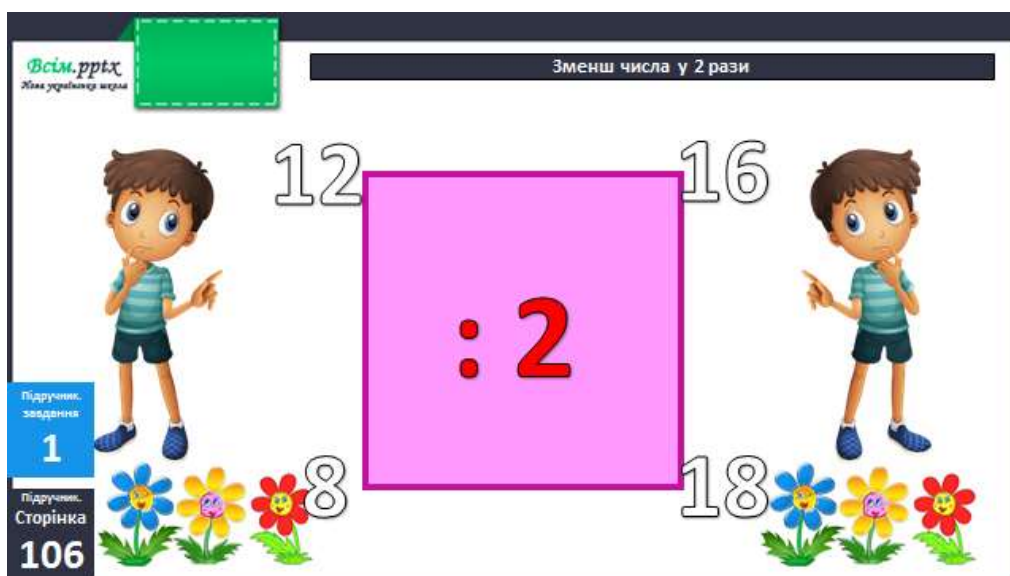 Всім.pptx
Нова українська школа
Зменш числа у 2 рази
12
16
: 2
8
18
Підручник.
завдання
1
Підручник.
Сторінка
106